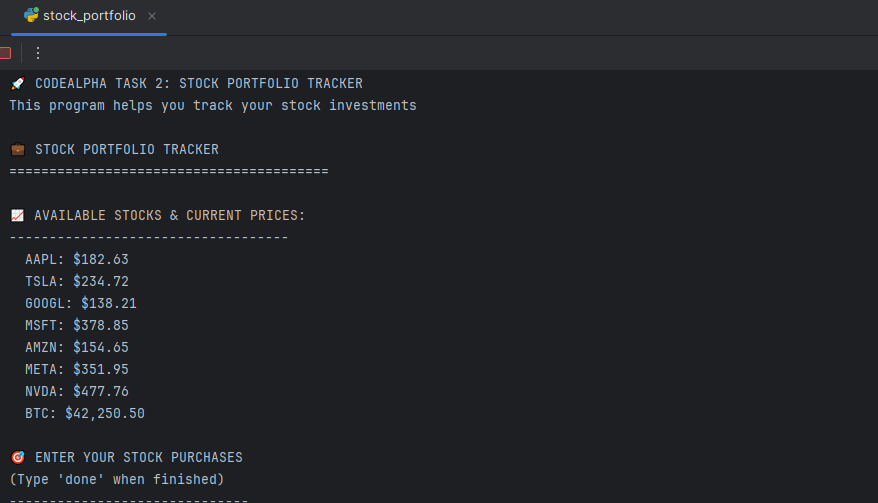 stock_portfolio
🚀 CODEALPHA TASK 2: STOCK PORTFOLIO TRACKER
This program helps you track your stock investments
💼 STOCK PORTFOLIO TRACKER
========================================
📈 AVAILABLE STOCKS & CURRENT PRICES:
-----------------------------------
AAPL: $182.63
TSLA: $234.72
GOOGL: $138.21
MSFT: $378.85
AMZN: $154.65
META: $351.95
NVDA: $477.76
BTC: $42,250.50
🎯 ENTER YOUR STOCK PURCHASES
(Type 'done' when finished)
------------------------------